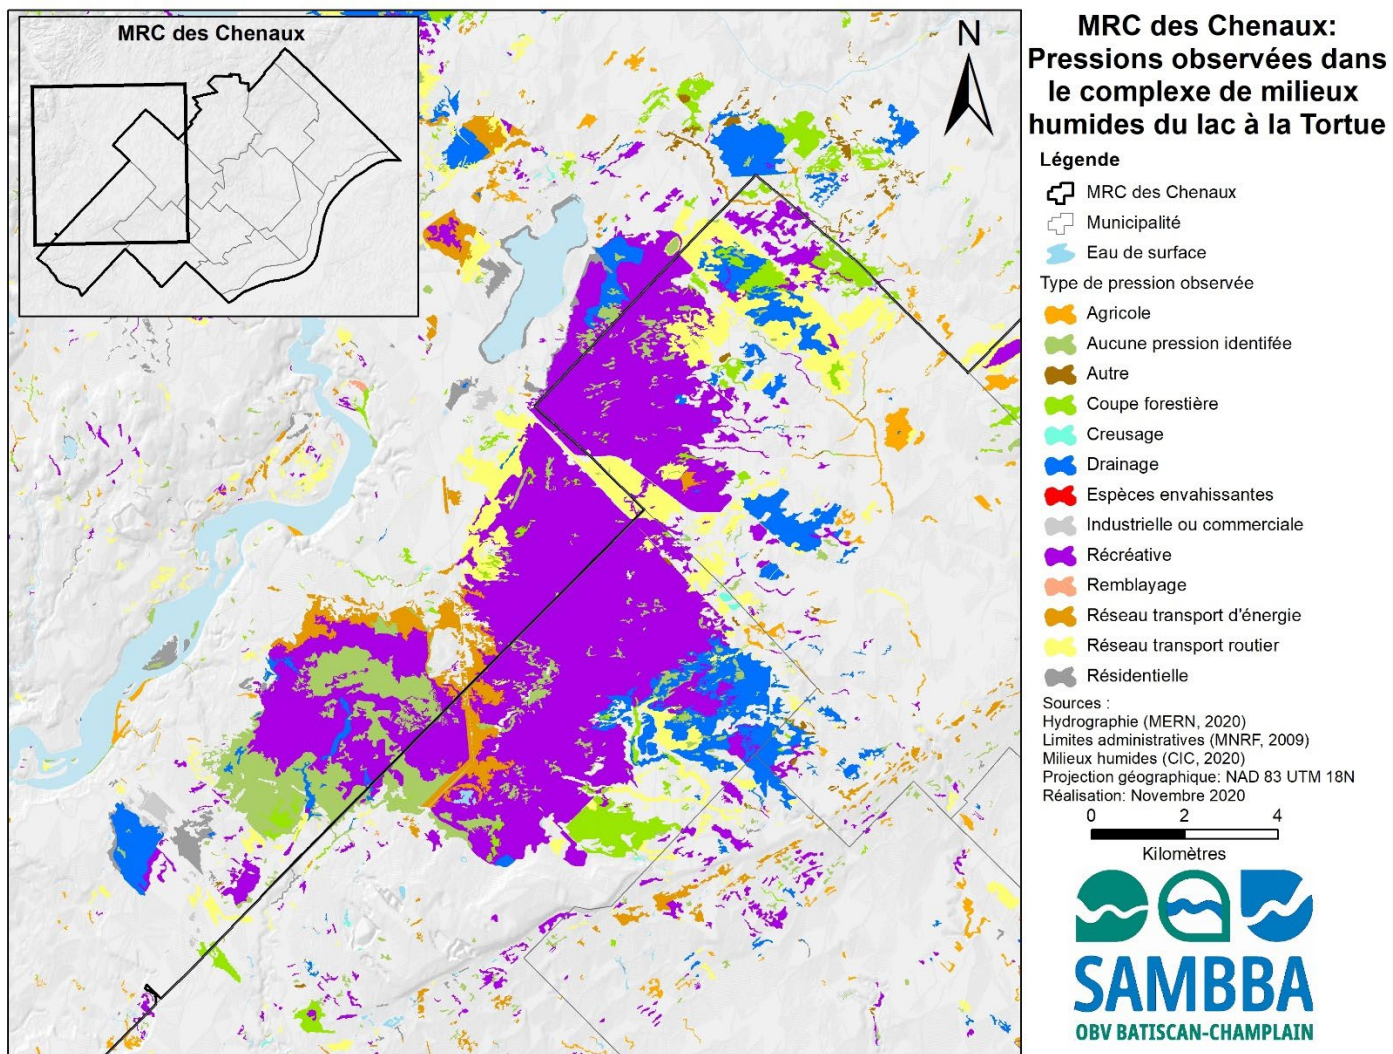 MRC des Chenaux
N
MRC des Chenaux:
Pressions observées dans
le complexe de milieux
humides du lac à la Tortue
Légende
MRC des Chenaux
Municipalité
Eau de surface
Type de pression observée
Agricole
Aucune pression identifée
Autre
Coupe forestière
Creusage
Drainage
Espèces envahissantes
Industrielle ou commerciale
Récréative
Remblayage
Réseau transport d'énergie
Réseau transport routier
Résidentielle
Sources :
Hydrographie (MERN, 2020)
Limites administratives (MNRF, 2009)
Milieux humides (CIC, 2020)
Projection géographique: NAD 83 UTM 18N
Réalisation: Novembre 2020
0 2 4
Kilomètres
SAMBBA
OBV BATISCAN-CHAMPLAIN